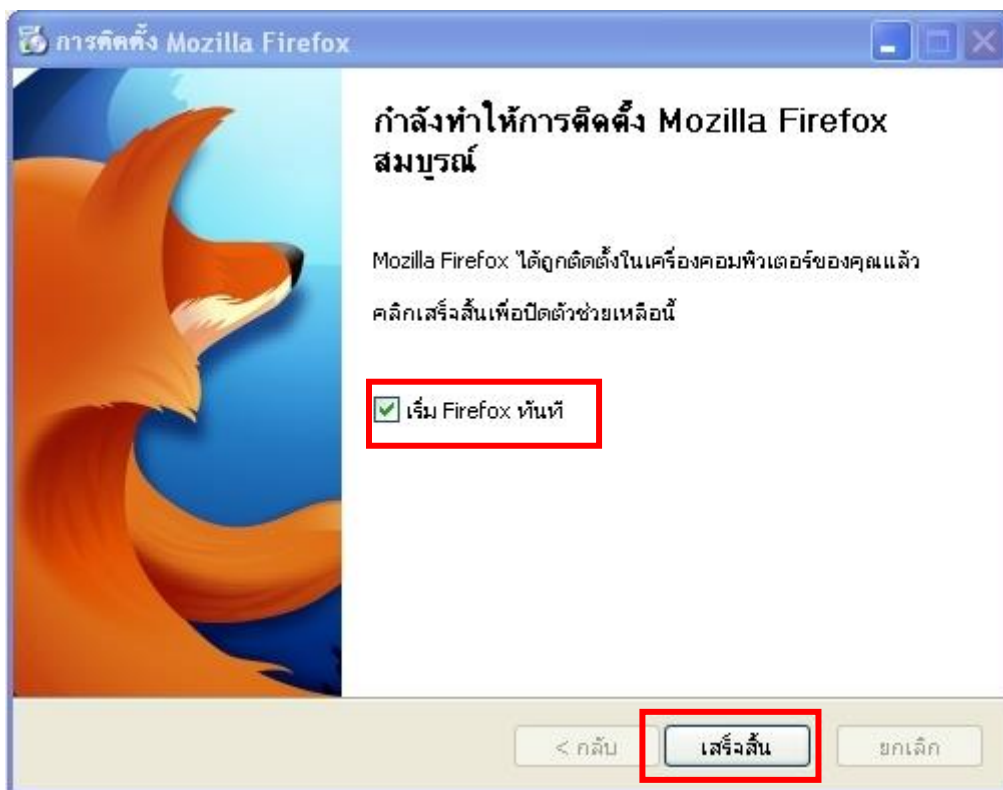 การติดตั้ง Mozilla Firefox
กำลังทำให้การติดตั้ง Mozilla Firefox
สมบูรณ์
Mozilla Firefox ได้ถูกติดตั้งในเครื่องคอมพิวเตอร์ของคุณแล้ว
คลิกเสร็จสิ้นเพื่อปิดตัวช่วยเหลือนี้
เริ่ม Firefox ทันที
< กลับ
เสร็จสิ้น
ยกเลิก